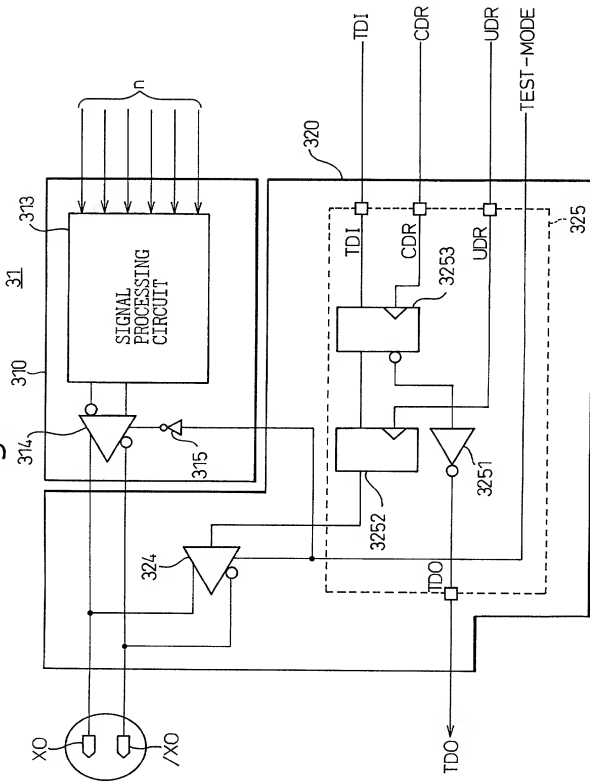 31
310
313
n
SIGNAL
PROCESSING
CIRCUIT
314
315
320
324
TDI
CDR
UDR
TEST-MODE
TDI
CDR
UDR
325
3253
3252
3251
TDO
TDO
XO
/XO